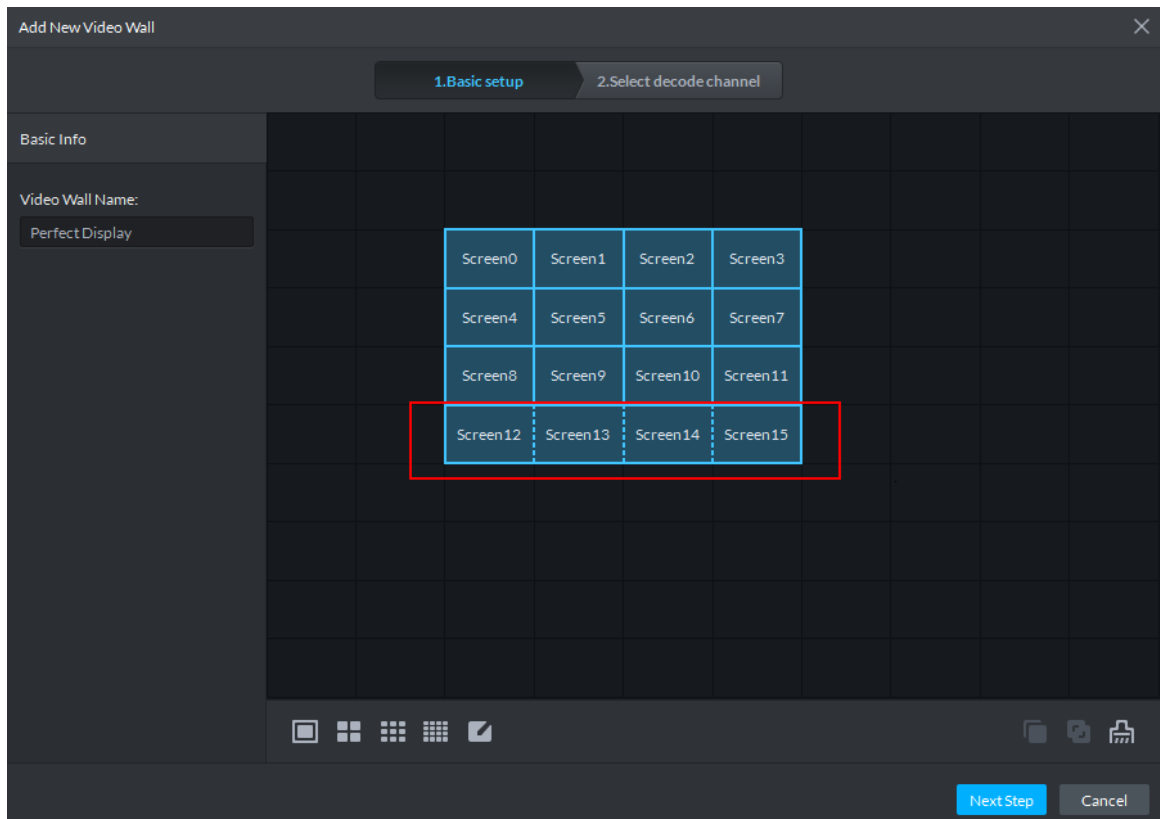 Add New Video Wall
1.Basic setup
2.Select decode channel
Basic Info
Video Wall Name:
Perfect Display
Screen0 Screen1 Screen2 Screen3
Screen4 Screen5 Screen6 Screen7
Screen8 Screen9 Screen10 Screen11
Screen12 Screen13 Screen14 Screen15
Next Step
Cancel